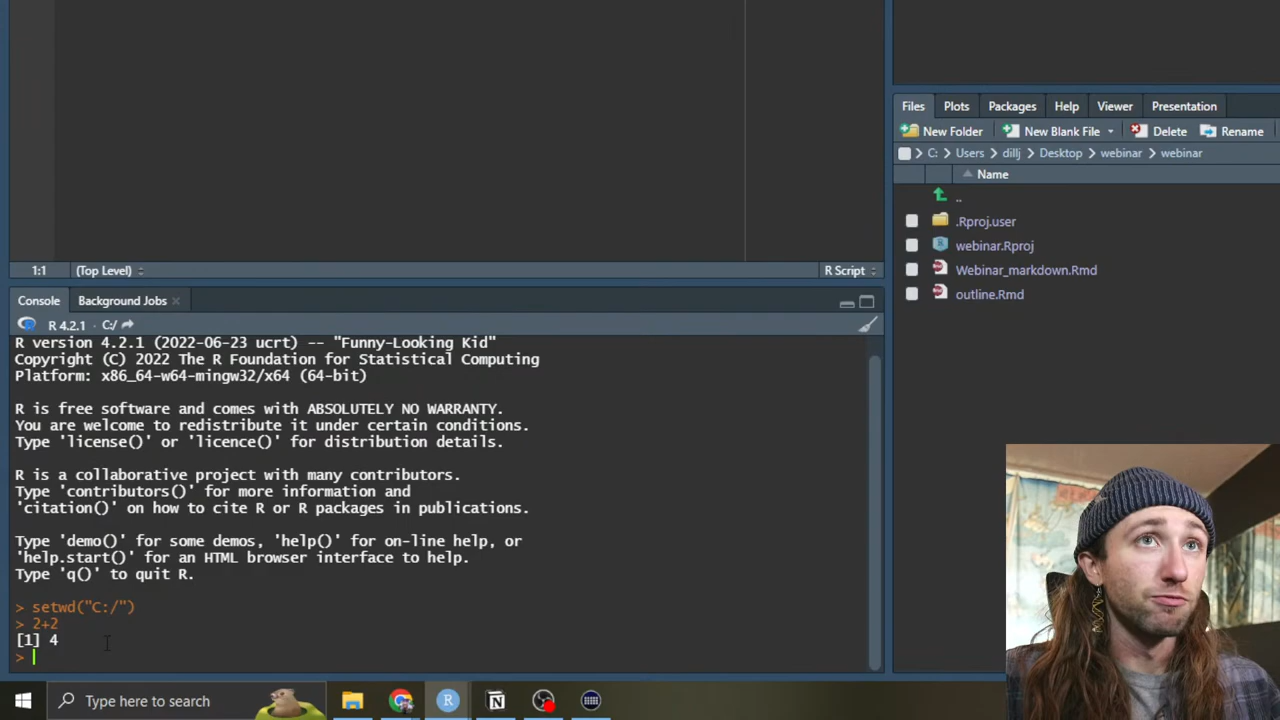 Files Plots Packages Help Viewer Presentation
New Folder New Blank File Delete Rename
C: Users dillj Desktop webinar webinar
Name
..
.Rproj.user
webinar.Rproj
Webinar_markdown.Rmd
outline.Rmd
1:1 (Top Level) R Script
Console Background Jobs
R 4.2.1 · C:/
R version 4.2.1 (2022-06-23 ucrt) -- "Funny-Looking Kid"
Copyright (C) 2022 The R Foundation for Statistical Computing
Platform: x86_64-w64-mingw32/x64 (64-bit)
R is free software and comes with ABSOLUTELY NO WARRANTY.
You are welcome to redistribute it under certain conditions.
Type 'license()' or 'licence()' for distribution details.
R is a collaborative project with many contributors.
Type 'contributors()' for more information and
'citation()' on how to cite R or R packages in publications.
Type 'demo()' for some demos, 'help()' for on-line help, or
'help.start()' for an HTML browser interface to help.
Type 'q()' to quit R.
> setwd("C:/")
> 2+2
[1] 4
>
Type here to search